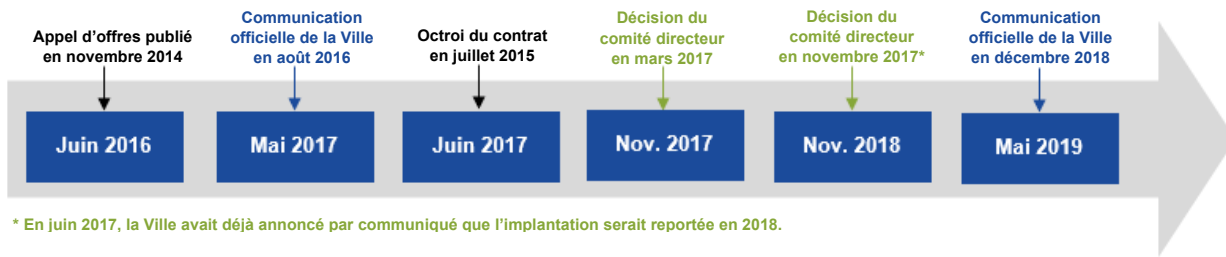 Appel d’offres publié
en novembre 2014
Communication
officielle de la Ville
en août 2016
Octroi du contrat
en juillet 2015
Décision du
comité directeur
en mars 2017
Décision du
comité directeur
en novembre 2017*
Communication
officielle de la Ville
en décembre 2018
Juin 2016
Mai 2017
Juin 2017
Nov. 2017
Nov. 2018
Mai 2019
* En juin 2017, la Ville avait déjà annoncé par communiqué que l’implantation serait reportée en 2018.